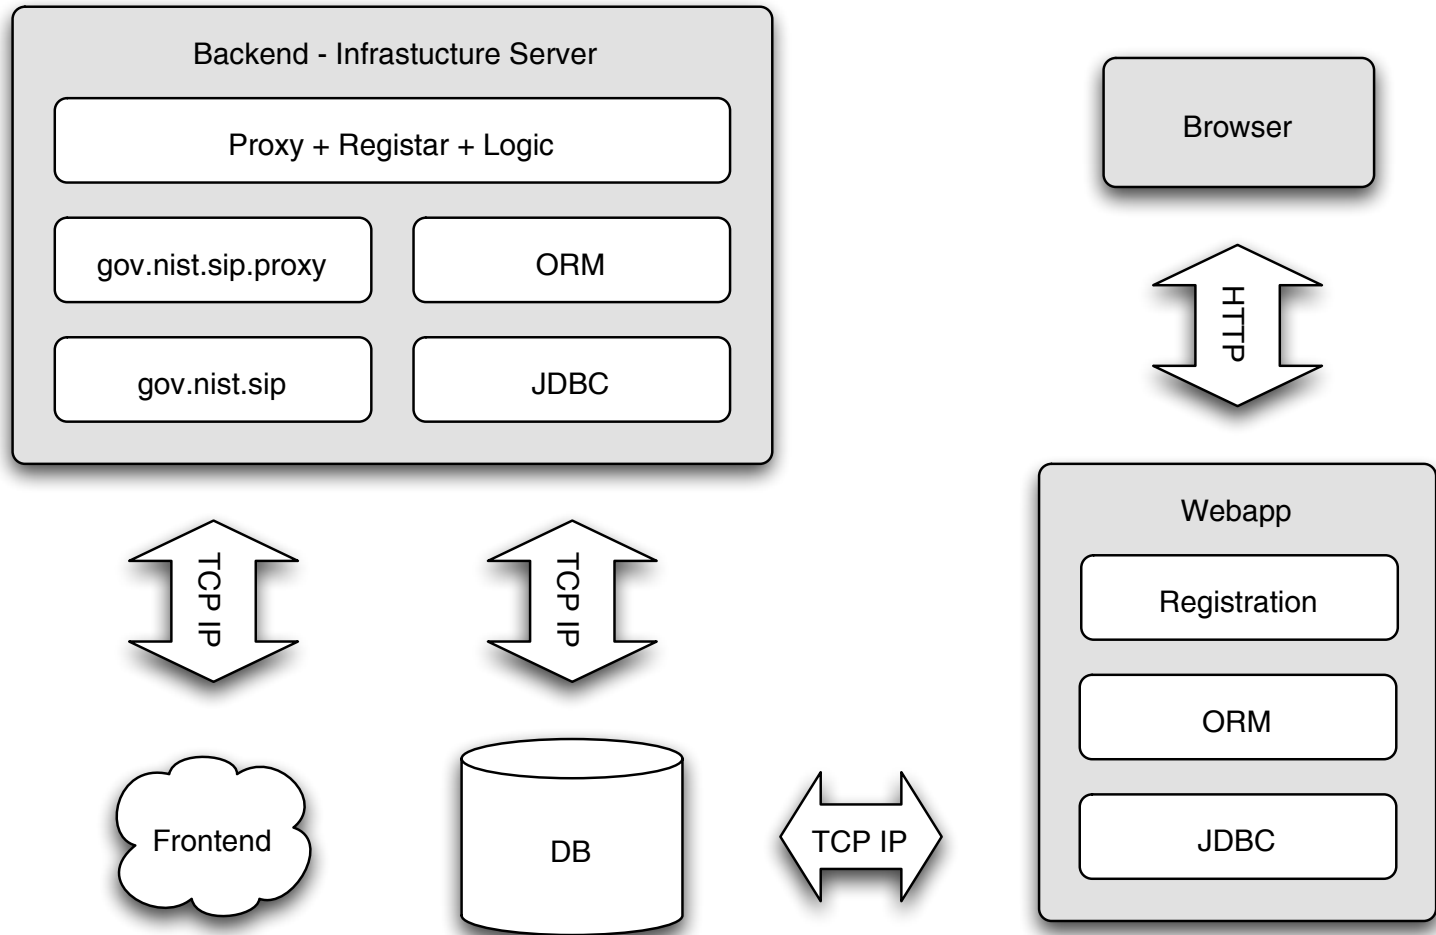 Backend - Infrastucture Server
Proxy + Registar + Logic
gov.nist.sip.proxy
ORM
gov.nist.sip
JDBC
TCP IP
TCP IP
Frontend
DB
TCP IP
Browser
HTTP
Webapp
Registration
ORM
JDBC